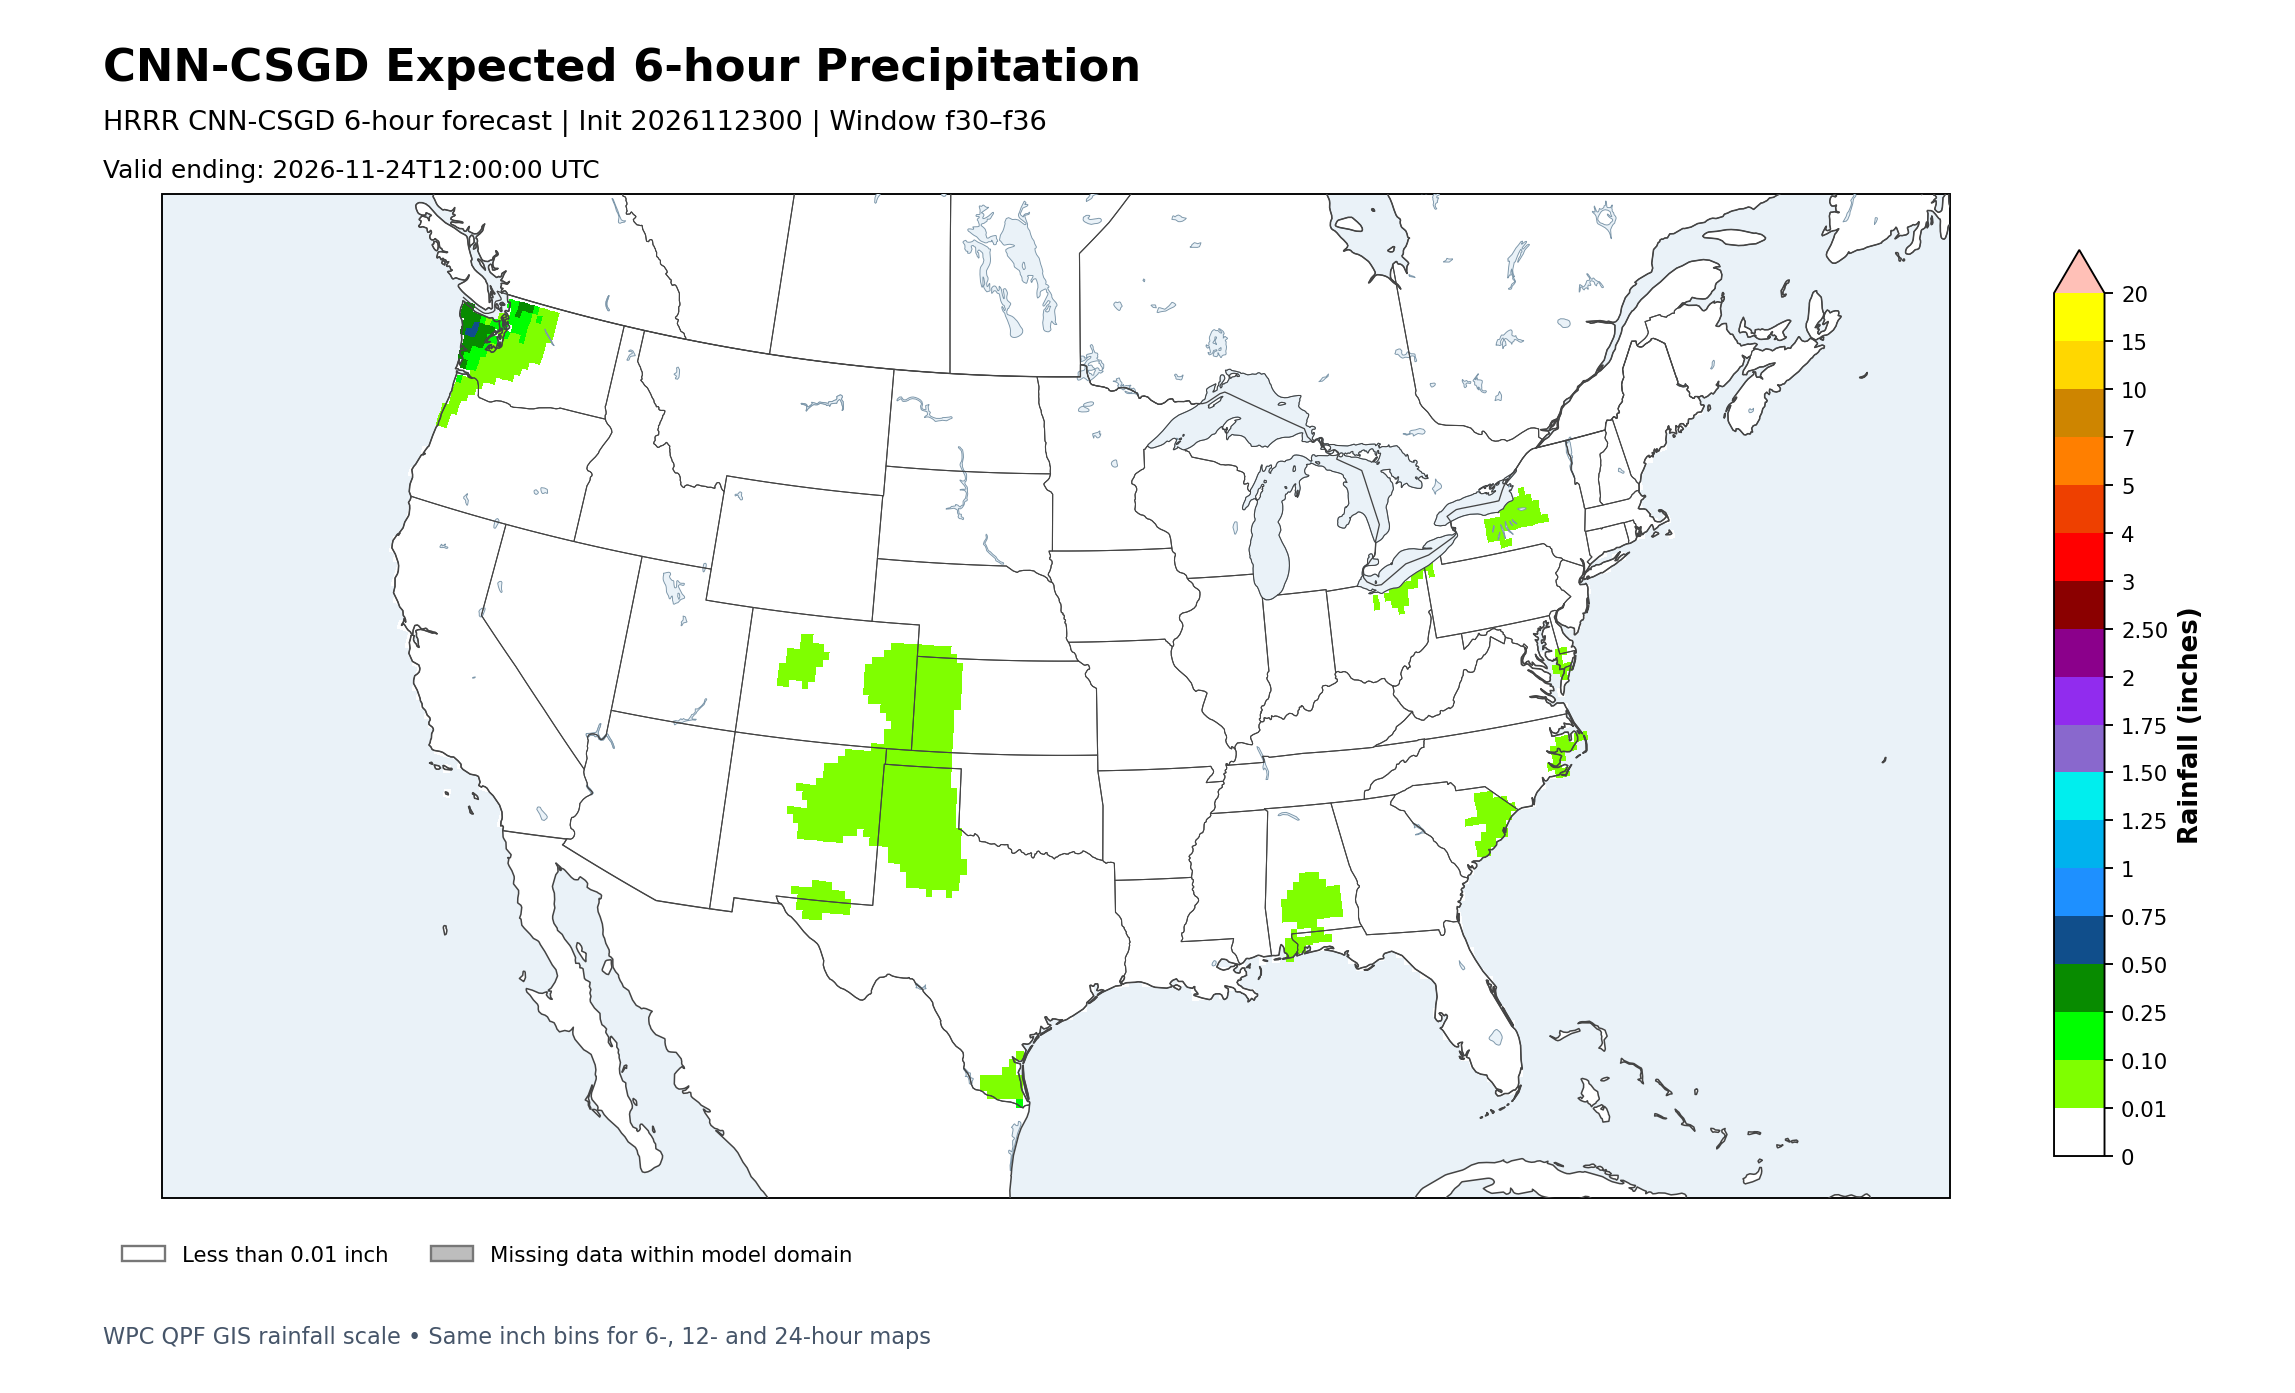 CNN-CSGD Expected 6-hour Precipitation
HRRR CNN-CSGD 6-hour forecast | Init 2026112300 | Window f30–f36
Valid ending: 2026-11-24T12:00:00 UTC
20
15
10
7
5
4
3
2.50
2
1.75
1.50
1.25
1
0.75
0.50
0.25
0.10
0.01
0
Rainfall (inches)
Less than 0.01 inch
Missing data within model domain
WPC QPF GIS rainfall scale • Same inch bins for 6-, 12- and 24-hour maps